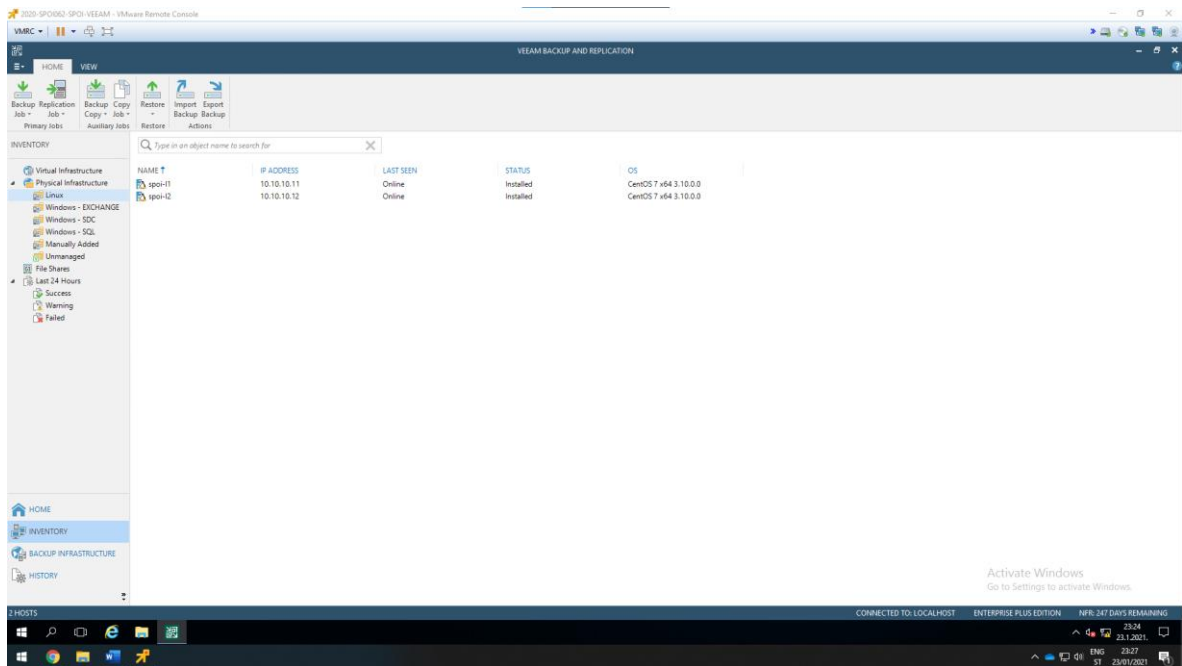 2020-SPOI062-SPOI-VEEAM - VMware Remote Console
VMRC
VEEAM BACKUP AND REPLICATION
HOME VIEW
Backup Job Replication Job Backup Copy Copy Job Restore Import Backup Export Backup
Primary Jobs Auxiliary Jobs Restore Actions
INVENTORY
Type in an object name to search for
Virtual Infrastructure
Physical Infrastructure
Linux
Windows - EXCHANGE
Windows - SDC
Windows - SQL
Manually Added
Unmanaged
File Shares
Last 24 Hours
Success
Warning
Failed
NAME IP ADDRESS LAST SEEN STATUS OS
spoi-l1 10.10.10.11 Online Installed CentOS 7 x64 3.10.0.0
spoi-l2 10.10.10.12 Online Installed CentOS 7 x64 3.10.0.0
HOME
INVENTORY
BACKUP INFRASTRUCTURE
HISTORY
Activate Windows
Go to Settings to activate Windows.
2 HOSTS CONNECTED TO: LOCALHOST ENTERPRISE PLUS EDITION NFR: 247 DAYS REMAINING
23:24
23.1.2021.
ENG 23:27
ST 23/01/2021